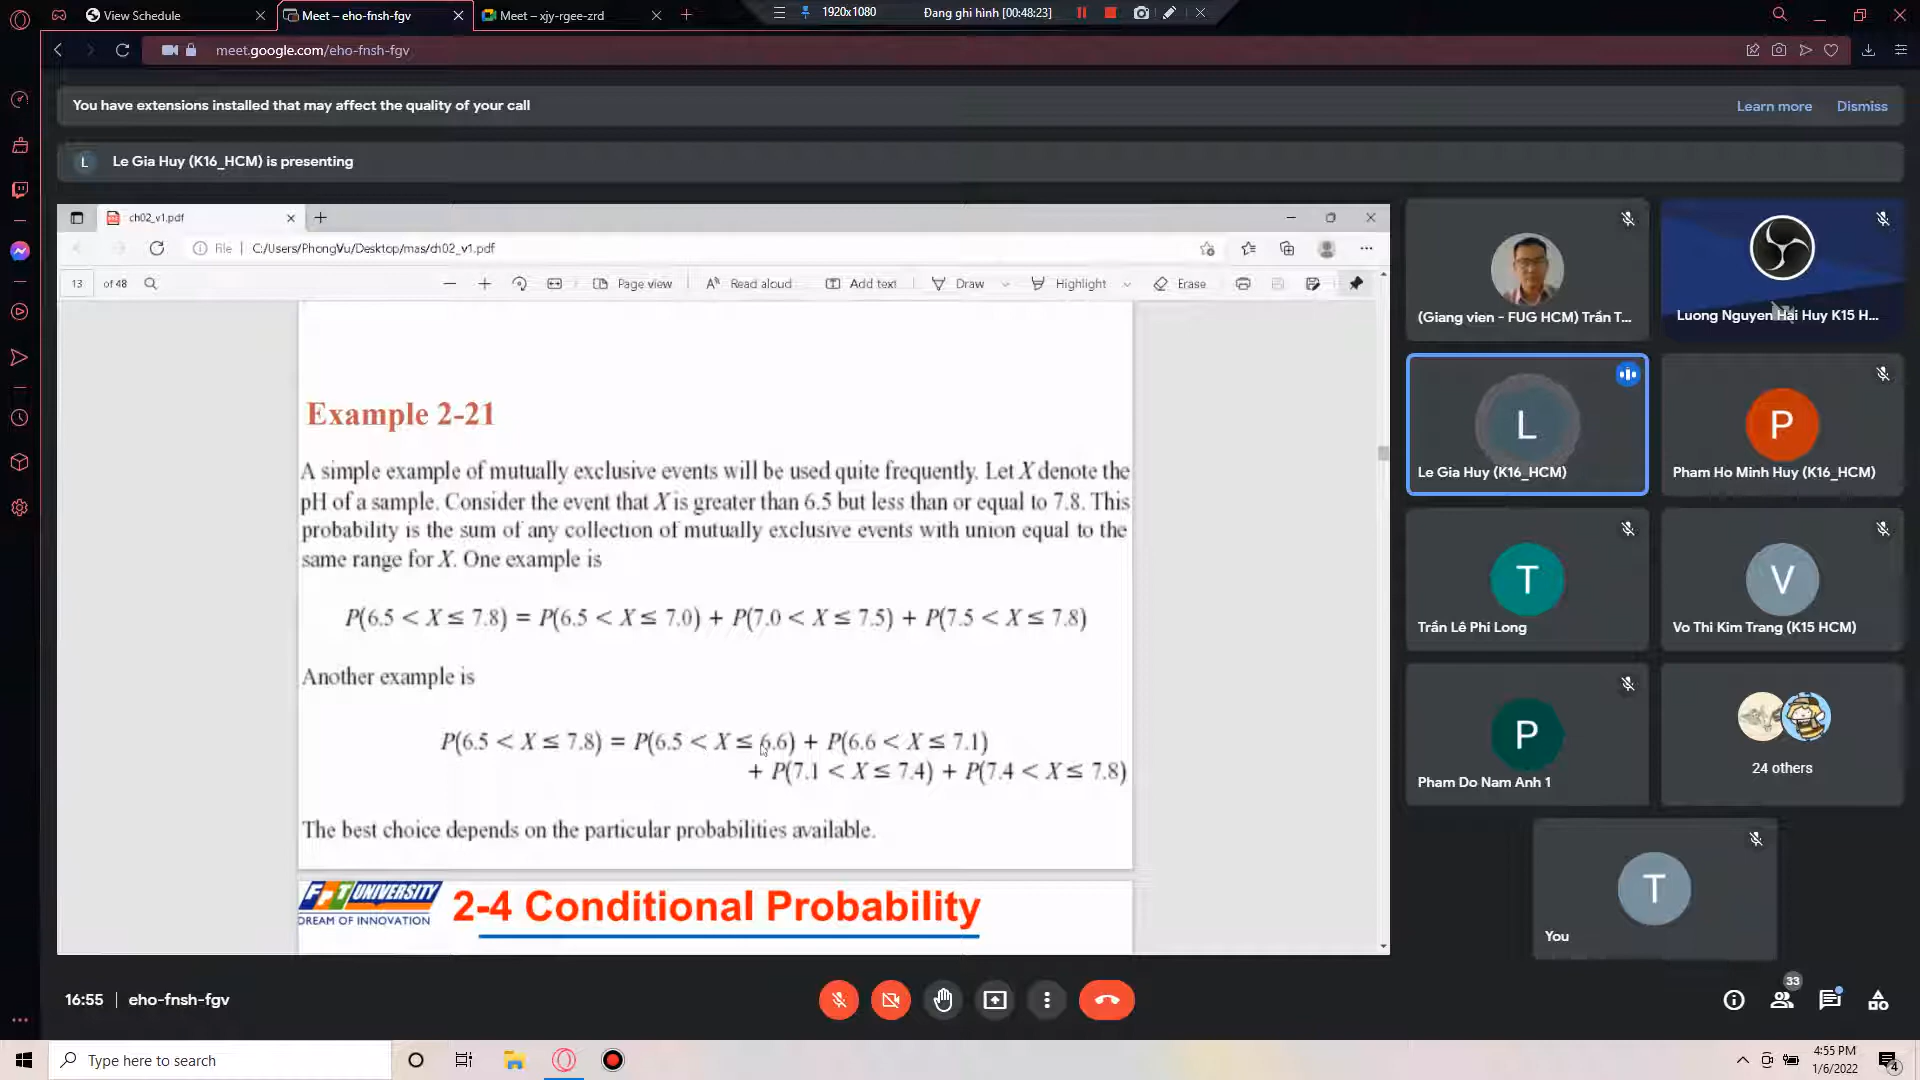 View Schedule
Meet – eho-fnsh-fgv
Meet – xjy-rgee-zrd
1920x1080
Đang ghi hình [00:48:23]
meet.google.com/eho-fnsh-fgv
You have extensions installed that may affect the quality of your call
Learn more
Dismiss
L
Le Gia Huy (K16_HCM) is presenting
ch02_v1.pdf
File
C:/Users/PhongVu/Desktop/mas/ch02_v1.pdf
13
of 48
Page view
Read aloud
Add text
Draw
Highlight
Erase
Example 2-21
A simple example of mutually exclusive events will be used quite frequently. Let X denote the
pH of a sample. Consider the event that X is greater than 6.5 but less than or equal to 7.8. This
probability is the sum of any collection of mutually exclusive events with union equal to the
same range for X. One example is
P(6.5 < X ≤ 7.8) = P(6.5 < X ≤ 7.0) + P(7.0 < X ≤ 7.5) + P(7.5 < X ≤ 7.8)
Another example is
P(6.5 < X ≤ 7.8) = P(6.5 < X ≤ 6.6) + P(6.6 < X ≤ 7.1)
+ P(7.1 < X ≤ 7.4) + P(7.4 < X ≤ 7.8)
The best choice depends on the particular probabilities available.
FPT UNIVERSITY
DREAM OF INNOVATION
2-4 Conditional Probability
(Giang vien - FUG HCM) Trần T...
Luong Nguyen Hai Huy K15 H...
L
Le Gia Huy (K16_HCM)
P
Pham Ho Minh Huy (K16_HCM)
T
Trần Lê Phi Long
V
Vo Thi Kim Trang (K15 HCM)
P
Pham Do Nam Anh 1
24 others
T
You
16:55
eho-fnsh-fgv
33
Type here to search
4:55 PM
1/6/2022
4